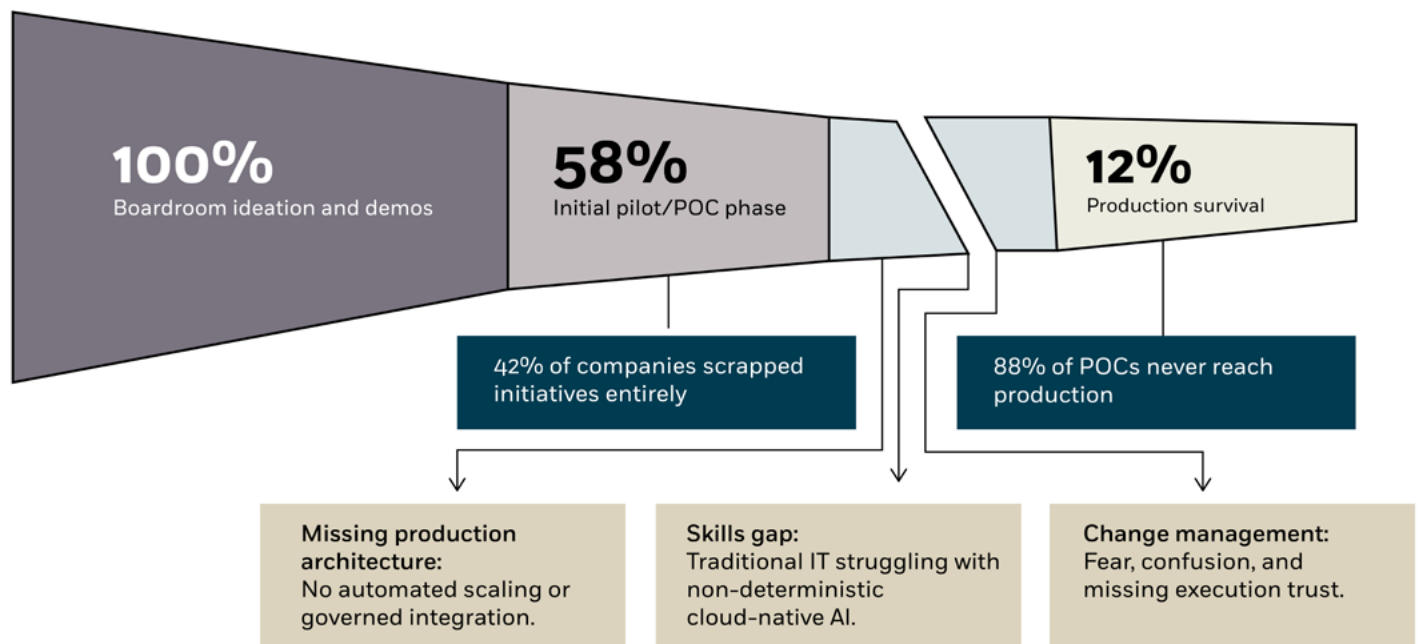 100%
Boardroom ideation and demos
58%
Initial pilot/POC phase
12%
Production survival
42% of companies scrapped
initiatives entirely
88% of POCs never reach
production
Missing production
architecture:
No automated scaling or
governed integration.
Skills gap:
Traditional IT struggling with
non-deterministic
cloud-native AI.
Change management:
Fear, confusion, and
missing execution trust.